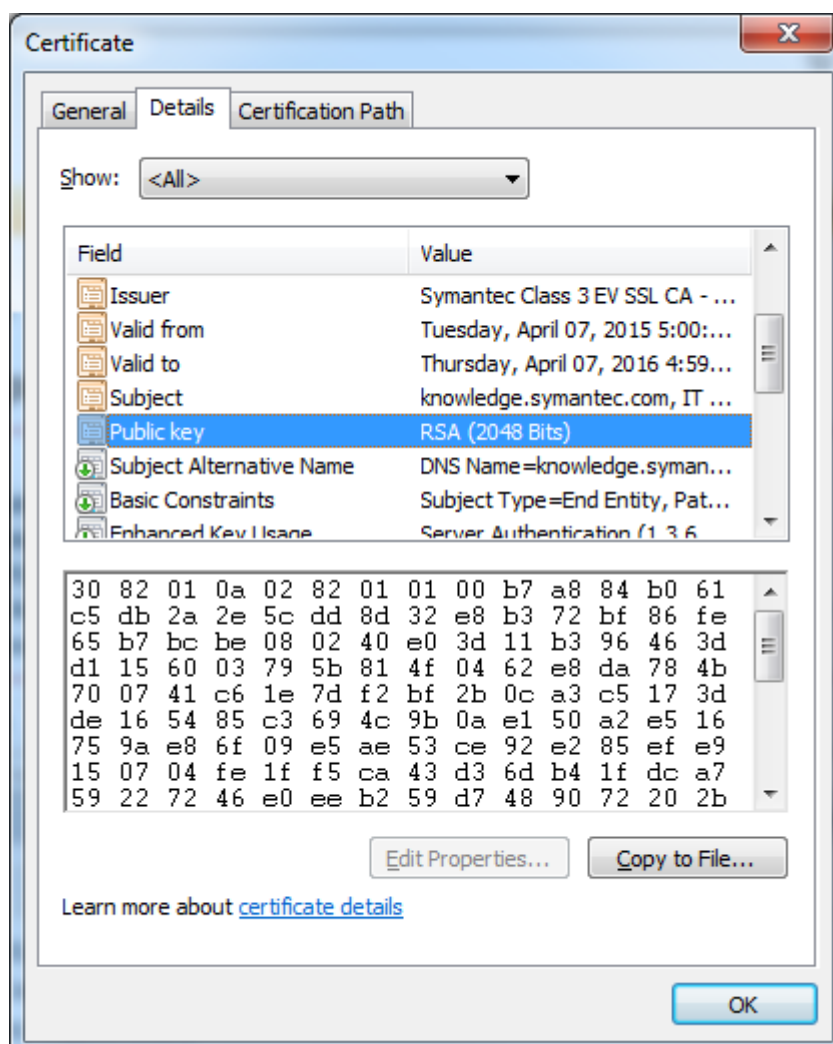 Certificate
General Details Certification Path
Show: <All>
Field Value
Issuer Symantec Class 3 EV SSL CA - ...
Valid from Tuesday, April 07, 2015 5:00:...
Valid to Thursday, April 07, 2016 4:59...
Subject knowledge.symantec.com, IT ...
Public key RSA (2048 Bits)
Subject Alternative Name DNS Name=knowledge.syman...
Basic Constraints Subject Type=End Entity, Pat...
Enhanced Key Usage Server Authentication (1.3.6
30 82 01 0a 02 82 01 01 00 b7 a8 84 b0 61
c5 db 2a 2e 5c dd 8d 32 e8 b3 72 bf 86 fe
65 b7 bc be 08 02 40 e0 3d 11 b3 96 46 3d
d1 15 60 03 79 5b 81 4f 04 62 e8 da 78 4b
70 07 41 c6 1e 7d f2 bf 2b 0c a3 c5 17 3d
de 16 54 85 c3 69 4c 9b 0a e1 50 a2 e5 16
75 9a e8 6f 09 e5 ae 53 ce 92 e2 85 ef e9
15 07 04 fe 1f f5 ca 43 d3 6d b4 1f dc a7
59 22 72 46 e0 ee b2 59 d7 48 90 72 20 2b
Edit Properties... Copy to File...
Learn more about certificate details
OK